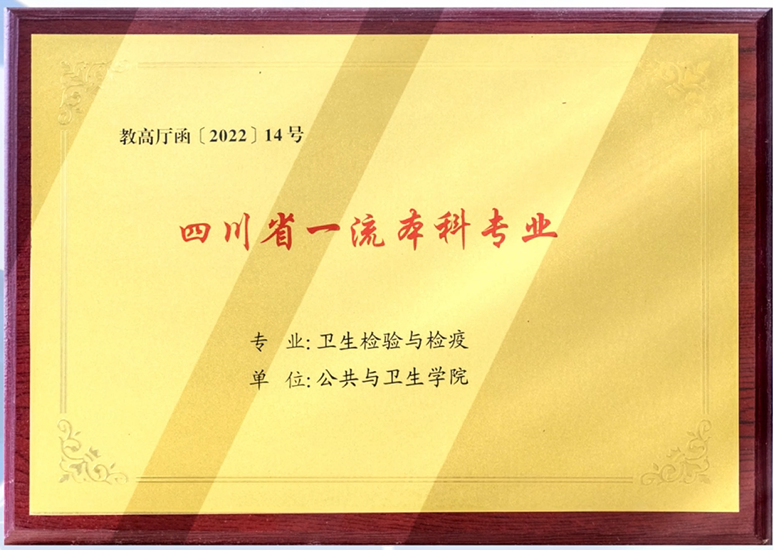 教高厅函〔2022〕14号
四川省一流本科专业
专 业:卫生检验与检疫
单 位:公共与卫生学院